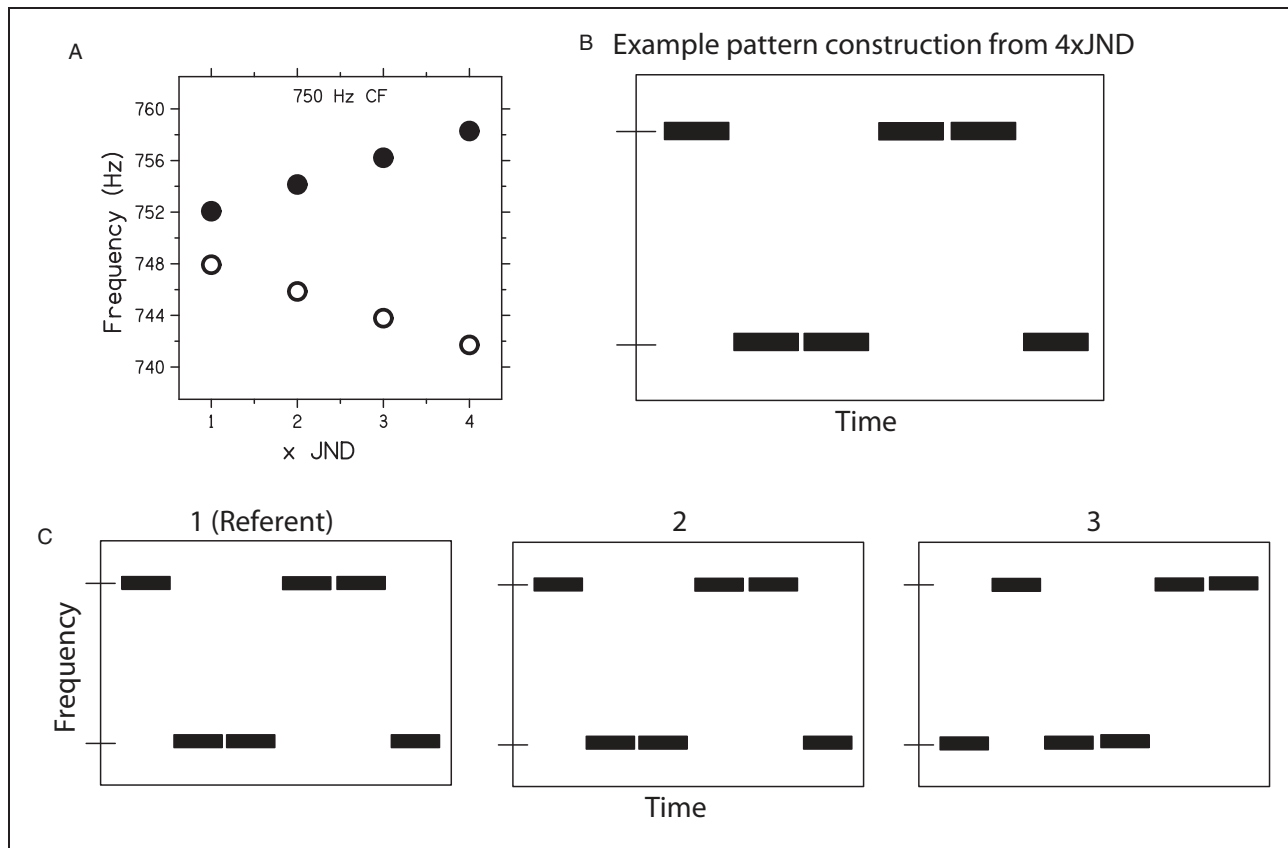 A
750 Hz CF
760
756
752
748
744
740
Frequency (Hz)
1 2 3 4
x JND
B Example pattern construction from 4xJND
Time
C
1 (Referent) 2 3
Frequency
Time